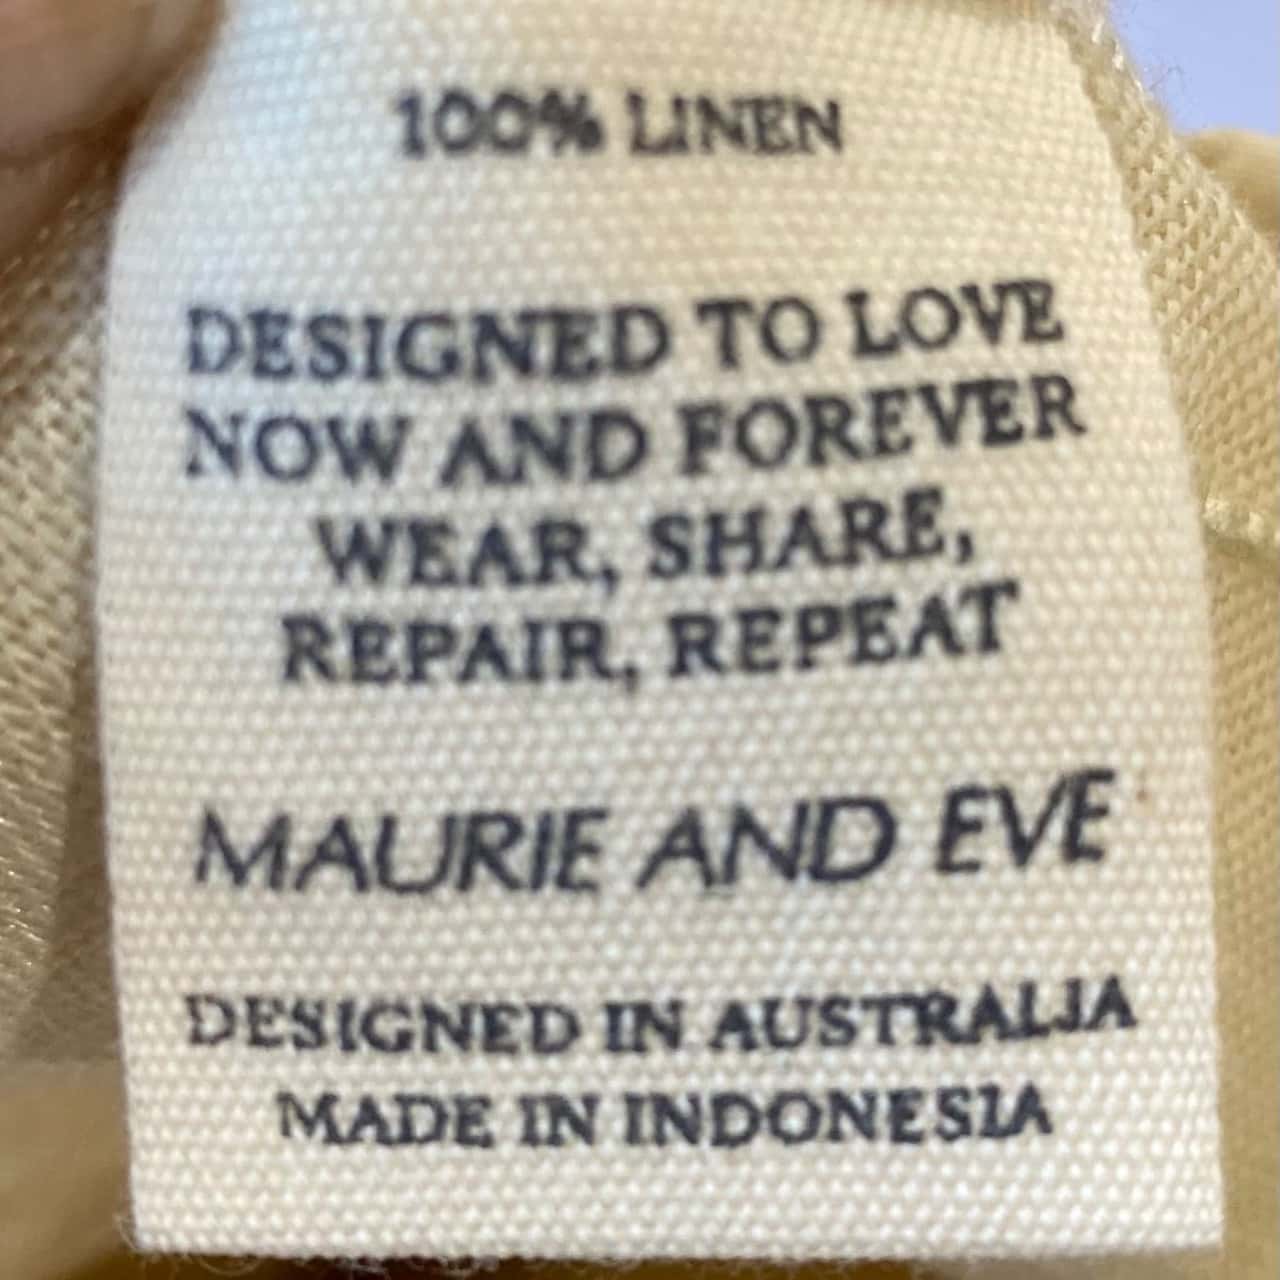 100% LINEN
DESIGNED TO LOVE
NOW AND FOREVER
WEAR, SHARE,
REPAIR, REPEAT
MAURIE AND EVE
DESIGNED IN AUSTRALIA
MADE IN INDONESIA